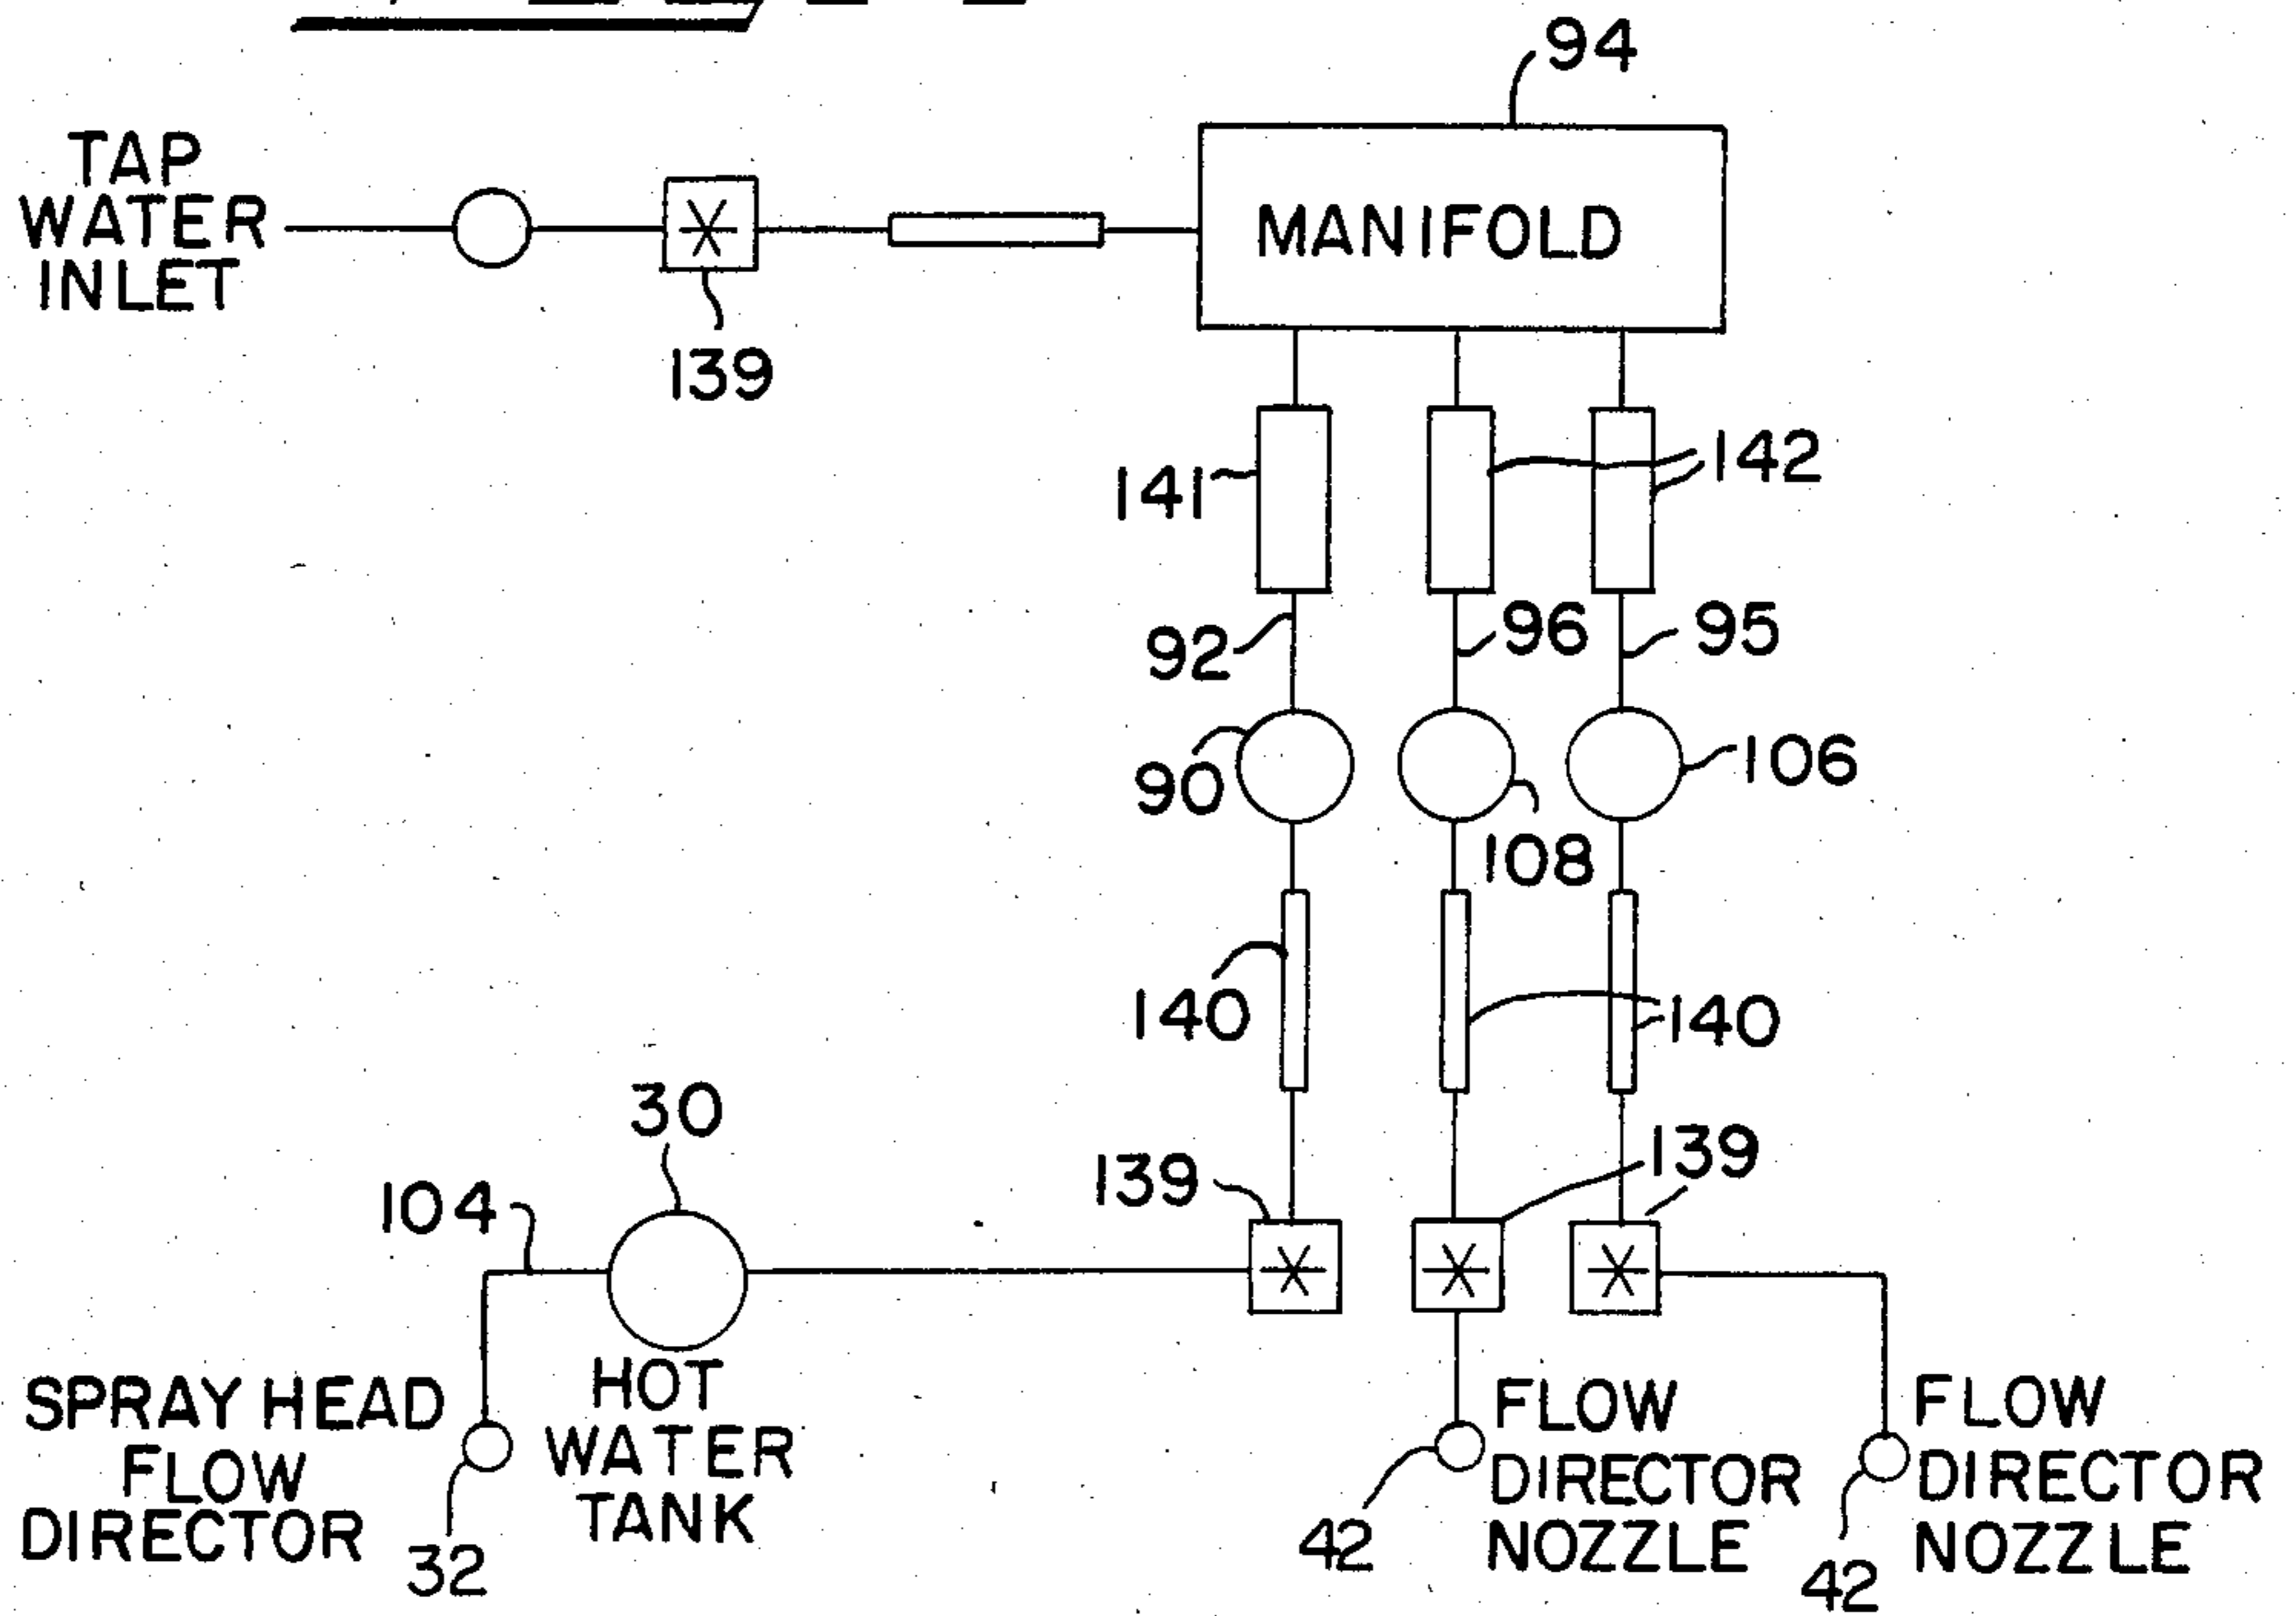 94
TAP
WATER
INLET
MANIFOLD
139
141
142
92
96
95
90
106
108
140
140
30
104
139
139
SPRAY HEAD
FLOW
DIRECTOR
32
HOT
WATER
TANK
42
FLOW
DIRECTOR
NOZZLE
42
FLOW
DIRECTOR
NOZZLE